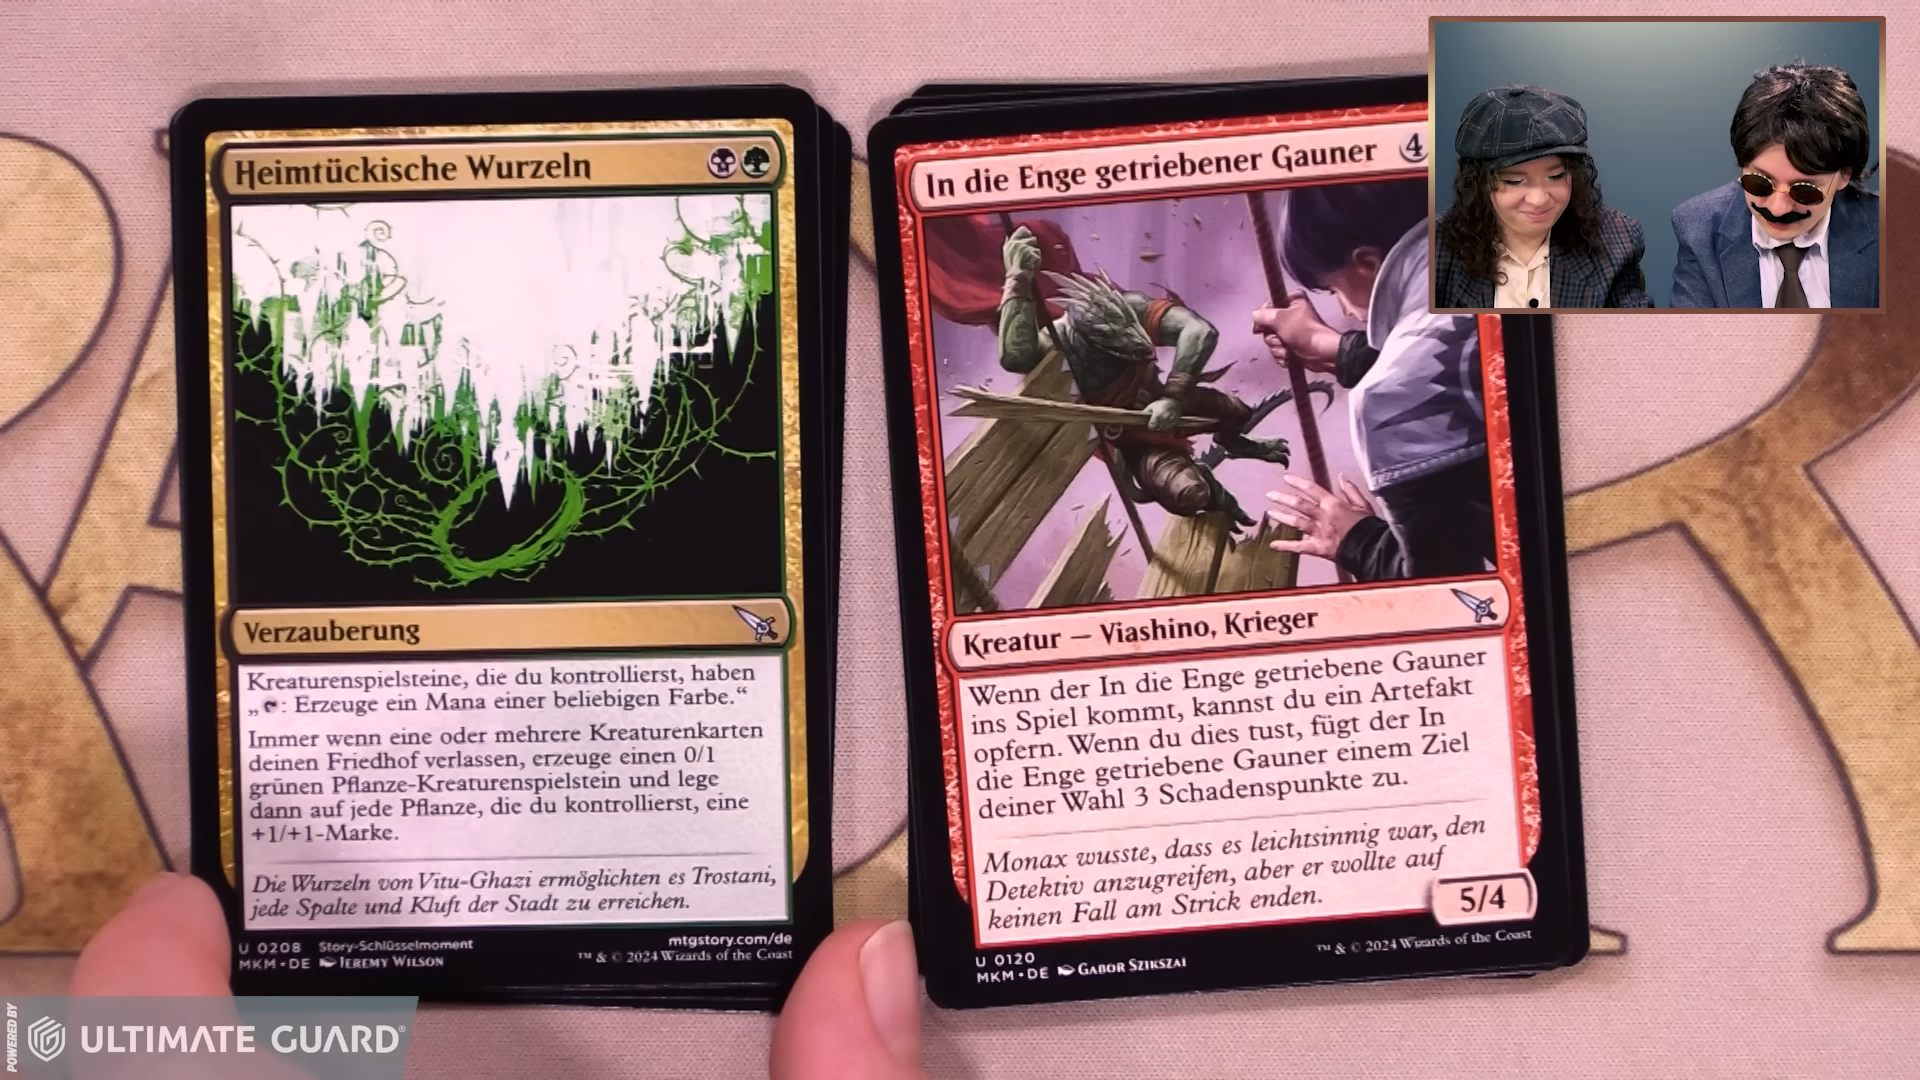 Heimtückische Wurzeln
Verzauberung
Kreaturenspielsteine, die du kontrollierst, haben
„: Erzeuge ein Mana einer beliebigen Farbe.“
Immer wenn eine oder mehrere Kreaturenkarten
deinen Friedhof verlassen, erzeuge einen 0/1
grünen Pflanze-Kreaturenspielstein und lege
dann auf jede Pflanze, die du kontrollierst, eine
+1/+1-Marke.
Die Wurzeln von Vitu-Ghazi ermöglichten es Trostani,
jede Spalte und Kluft der Stadt zu erreichen.
U 0208 Story-Schlüsselmoment mtgstory.com/de
MKM • DE JEREMY WILSON ™ & © 2024 Wizards of the Coast
In die Enge getriebener Gauner 4
Kreatur — Viashino, Krieger
Wenn der In die Enge getriebene Gauner
ins Spiel kommt, kannst du ein Artefakt
opfern. Wenn du dies tust, fügt der In
die Enge getriebene Gauner einem Ziel
deiner Wahl 3 Schadenspunkte zu.
Monax wusste, dass es leichtsinnig war, den
Detektiv anzugreifen, aber er wollte auf
keinen Fall am Strick enden.
5/4
U 0120
MKM • DE GABOR SZIKSZAI ™ & © 2024 Wizards of the Coast
POWERED BY
ULTIMATE GUARD®